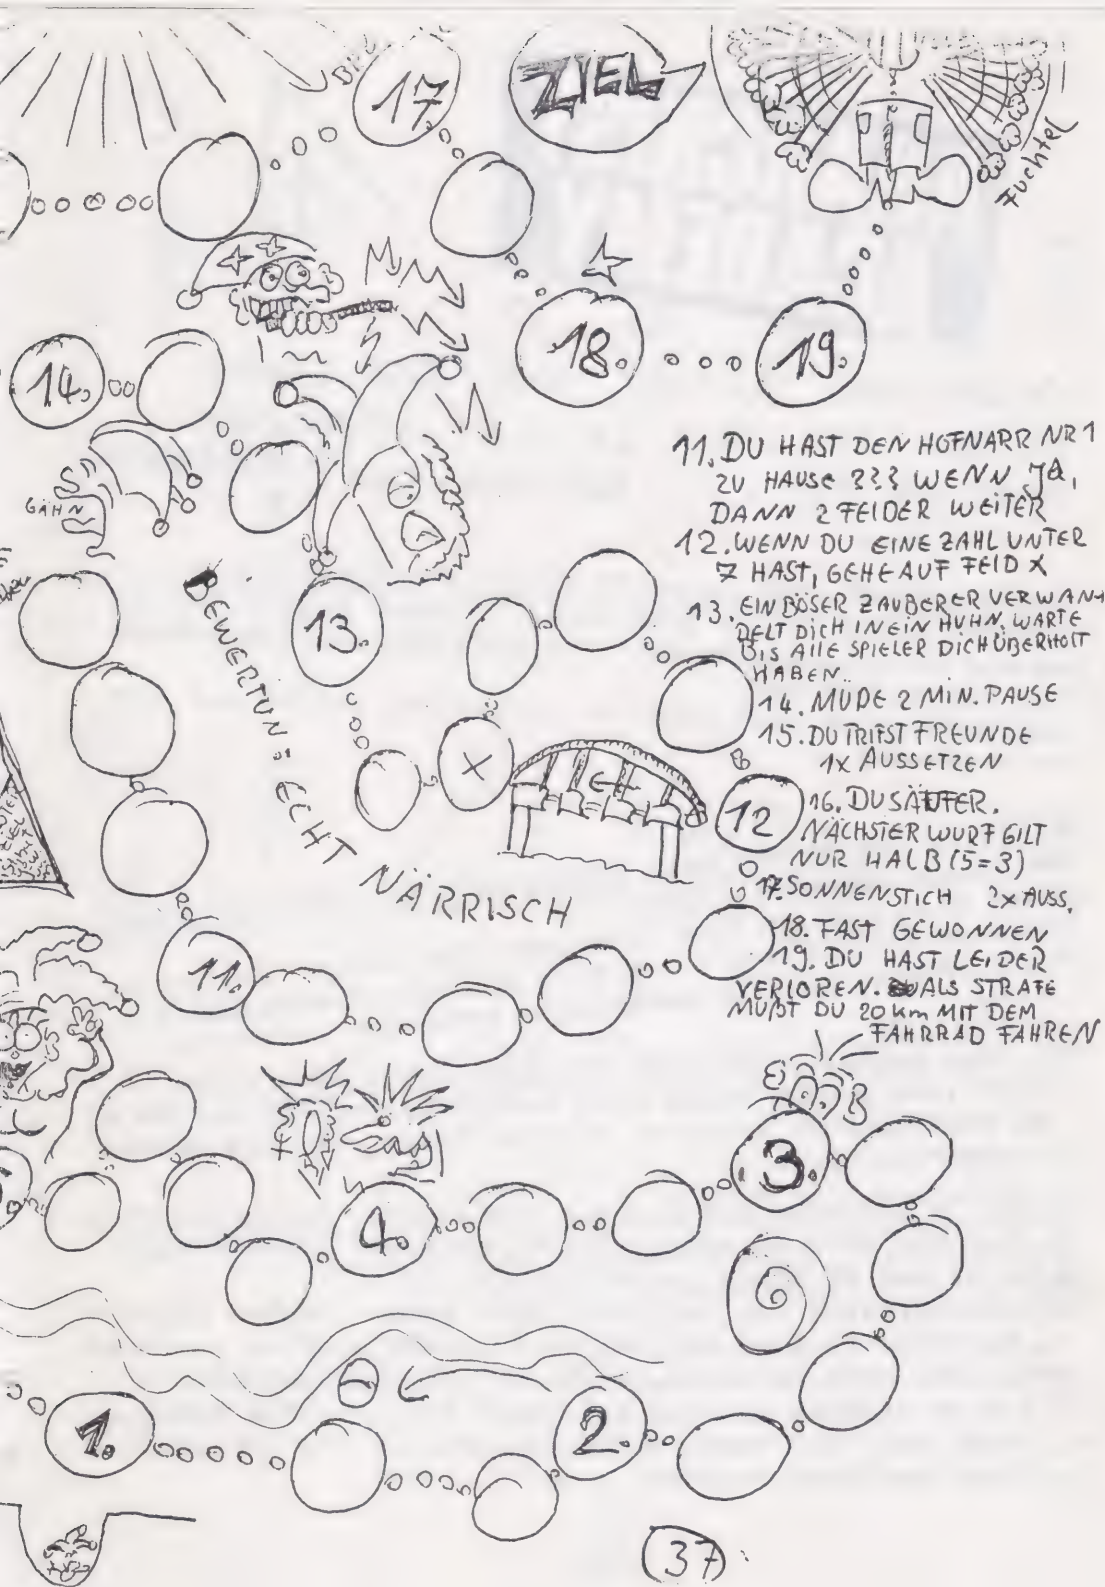 17
ZIEL
Fuchtel
18.
19.
14.
GÄHN
13.
X
12
11.
BEWERTUN: ECHT NÄRRISCH
11. DU HAST DEN HOFNARR NR 1
ZU HAUSE ??? WENN JA,
DANN 2 FELDER WEITER
12. WENN DU EINE ZAHL UNTER
7 HAST, GEHE AUF FELD X
13. EIN BÖSER ZAUBERER VERWAN-
DELT DICH IN EIN HUHN. WARTE
BIS ALLE SPIELER DICH ÜBERHOLT
HABEN..
14. MÜDE 2 MIN. PAUSE
15. DU TRIFST FREUNDE
1X AUSSETZEN
16. DU SÄUFER.
NÄCHSTER WURF GILT
NUR HALB (5=3)
17. SONNENSTICH 2X AUSS.
18. FAST GEWONNEN
19. DU HAST LEIDER
VERLOREN. ALS STRAFE
MUßT DU 20 km MIT DEM
FAHRRAD FAHREN
3.
4.
1.
2.
(37)